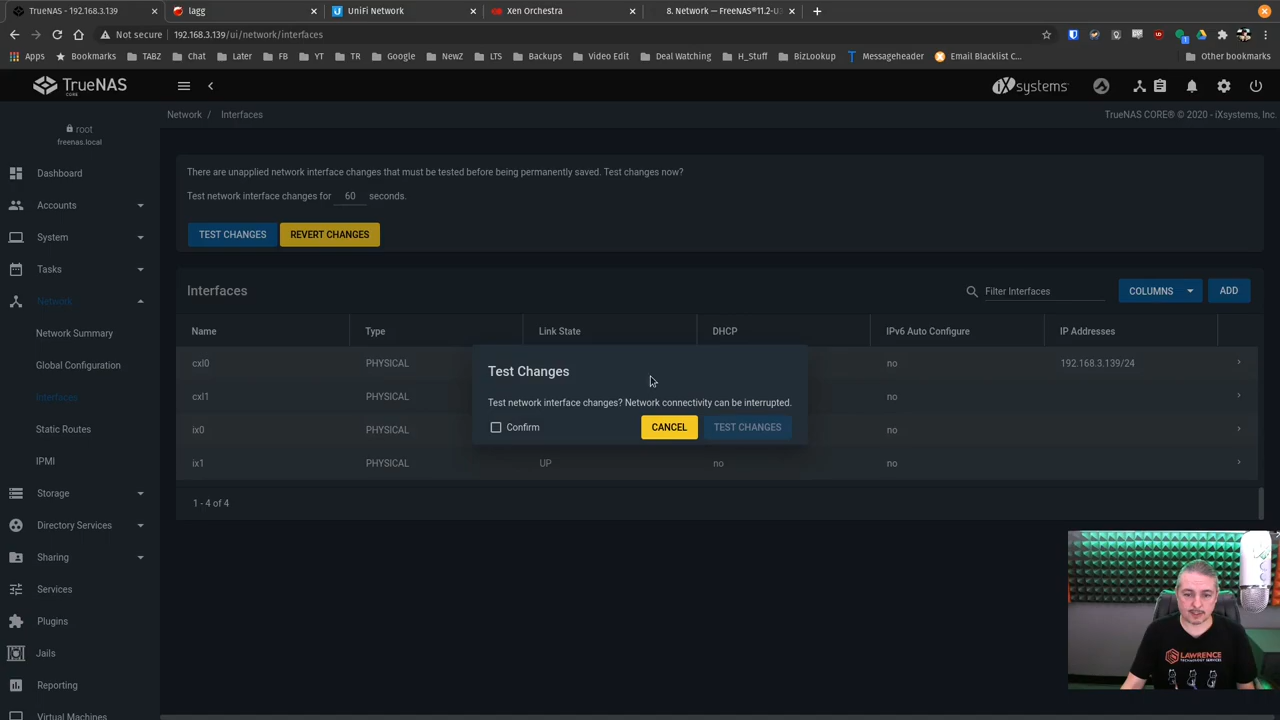 TrueNAS - 192.168.3.139
lagg
UniFi Network
Xen Orchestra
8. Network — FreeNAS®11.2-U3
Not secure
192.168.3.139/ui/network/interfaces
Apps
Bookmarks
TABZ
Chat
Later
FB
YT
TR
Google
NewZ
LTS
Backups
Video Edit
Deal Watching
H_Stuff
BizLookup
Messageheader
Email Blacklist C...
Other bookmarks
TrueNAS
CORE
iXsystems
root
freenas.local
Network / Interfaces
TrueNAS CORE® © 2020 - iXsystems, Inc.
Dashboard
Accounts
System
Tasks
Network
Network Summary
Global Configuration
Interfaces
Static Routes
IPMI
Storage
Directory Services
Sharing
Services
Plugins
Jails
Reporting
Virtual Machines
There are unapplied network interface changes that must be tested before being permanently saved. Test changes now?
Test network interface changes for 60 seconds.
TEST CHANGES
REVERT CHANGES
Interfaces
Filter Interfaces
COLUMNS
ADD
Name Type Link State DHCP IPv6 Auto Configure IP Addresses
cxl0 PHYSICAL no 192.168.3.139/24
cxl1 PHYSICAL no
ix0 PHYSICAL no
ix1 PHYSICAL UP no no
1 - 4 of 4
Test Changes
Test network interface changes? Network connectivity can be interrupted.
Confirm
CANCEL
TEST CHANGES
LAWRENCE
TECHNOLOGY SERVICES